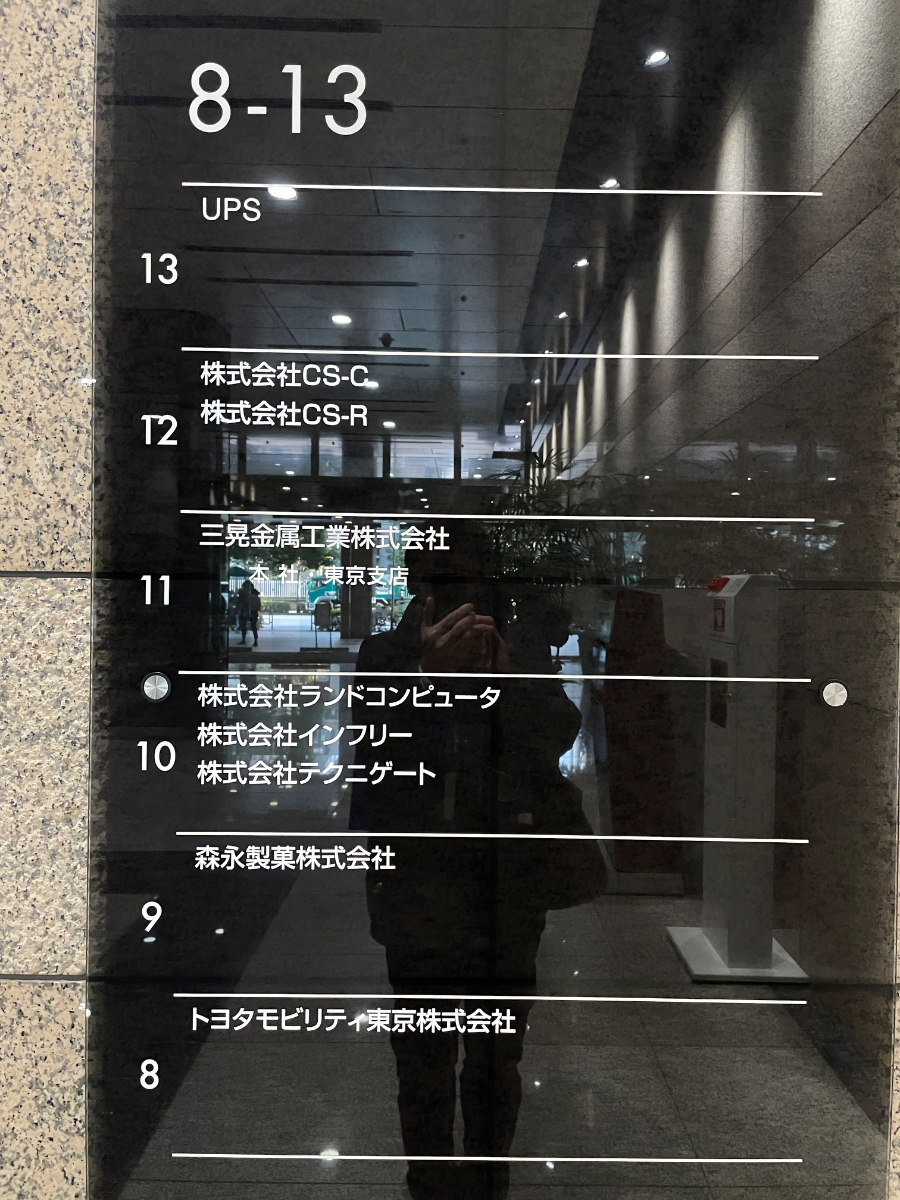 8-13
UPS
13
株式会社CS-C
株式会社CS-R
12
三晃金属工業株式会社
本 社　東京支店
11
株式会社ランドコンピュータ
株式会社インフリー
株式会社テクニゲート
10
森永製菓株式会社
9
トヨタモビリティ東京株式会社
8